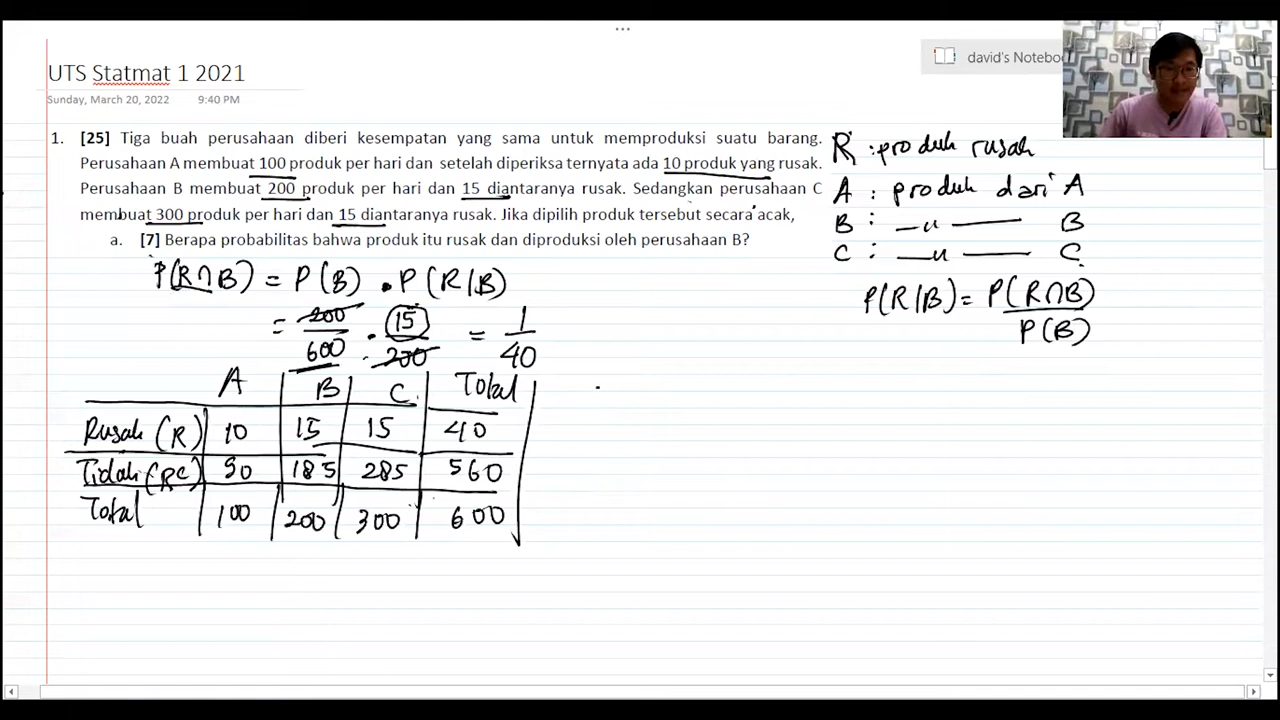 UTS Statmat 1 2021
david's Notebo
Sunday, March 20, 2022 9:40 PM
1. [25] Tiga buah perusahaan diberi kesempatan yang sama untuk memproduksi suatu barang.
Perusahaan A membuat 100 produk per hari dan setelah diperiksa ternyata ada 10 produk yang rusak.
Perusahaan B membuat 200 produk per hari dan 15 diantaranya rusak. Sedangkan perusahaan C
membuat 300 produk per hari dan 15 diantaranya rusak. Jika dipilih produk tersebut secara acak,
a. [7] Berapa probabilitas bahwa produk itu rusak dan diproduksi oleh perusahaan B?
R : produk rusak
A : produk dari A
B : —〃— B
C : —〃— C
P(R|B) = P(R∩B)
P(B)
P(R∩B) = P(B) . P(R|B)
= 200/600 . 15/200 = 1/40
A B C Total
Rusak (R) 10 15 15 40
Tidak (Rᶜ) 90 185 285 560
Total 100 200 300 600